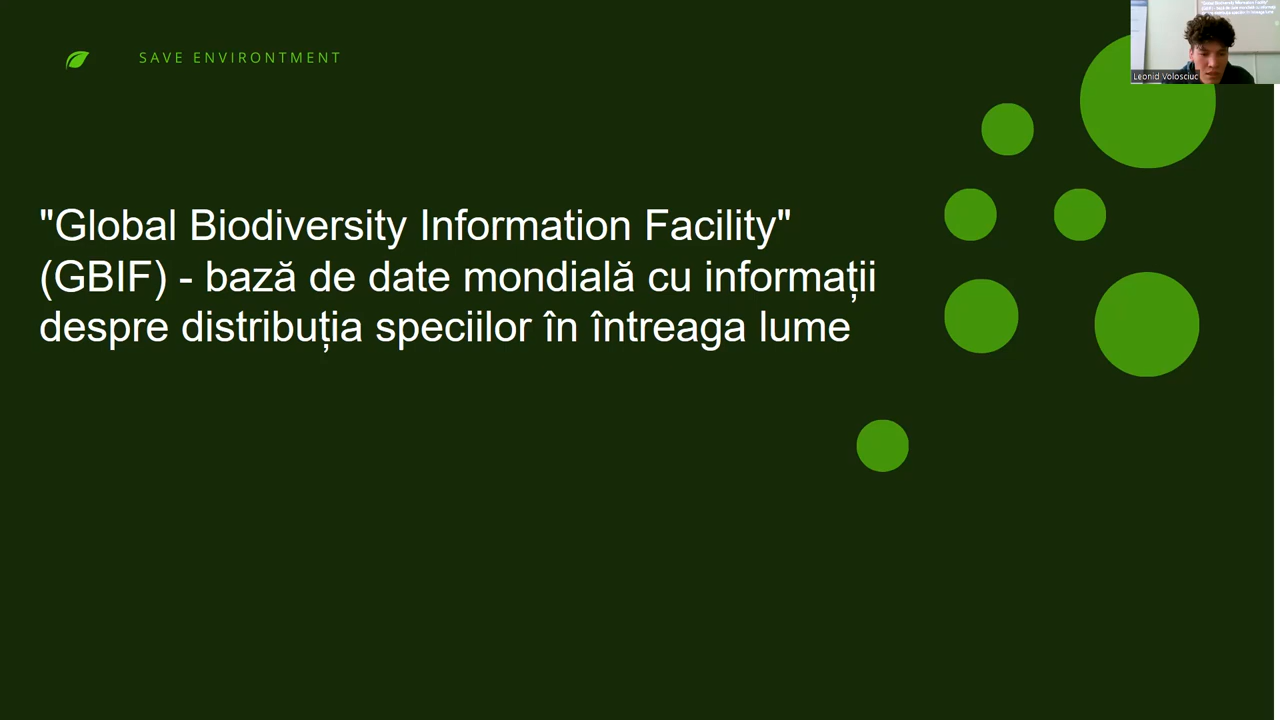 SAVE ENVIRONTMENT
"Global Biodiversity Information Facility"
(GBIF) - bază de date mondială cu informații
despre distribuția speciilor în întreaga lume
Leonid Volosciuc